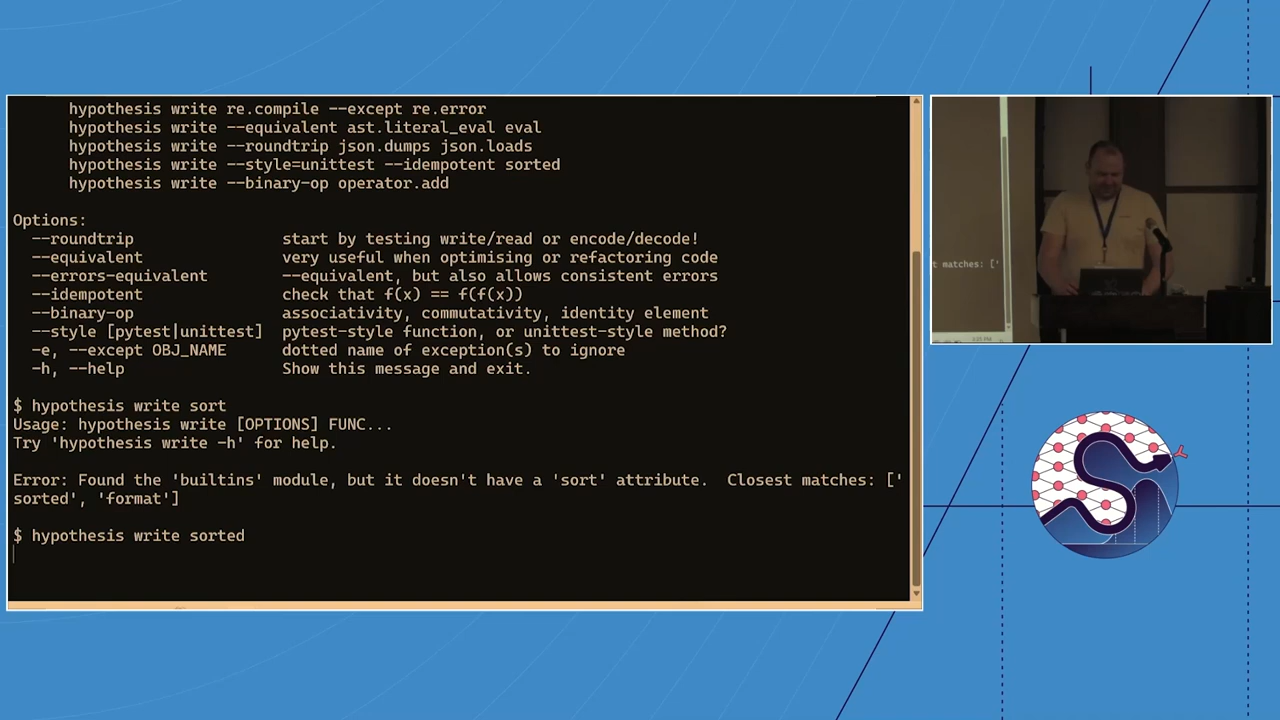 hypothesis write re.compile --except re.error
hypothesis write --equivalent ast.literal_eval eval
hypothesis write --roundtrip json.dumps json.loads
hypothesis write --style=unittest --idempotent sorted
hypothesis write --binary-op operator.add
Options:
--roundtrip start by testing write/read or encode/decode!
--equivalent very useful when optimising or refactoring code
--errors-equivalent --equivalent, but also allows consistent errors
--idempotent check that f(x) == f(f(x))
--binary-op associativity, commutativity, identity element
--style [pytest|unittest] pytest-style function, or unittest-style method?
-e, --except OBJ_NAME dotted name of exception(s) to ignore
-h, --help Show this message and exit.
$ hypothesis write sort
Usage: hypothesis write [OPTIONS] FUNC...
Try 'hypothesis write -h' for help.
Error: Found the 'builtins' module, but it doesn't have a 'sort' attribute.  Closest matches: ['
sorted', 'format']
$ hypothesis write sorted
t matches: ['